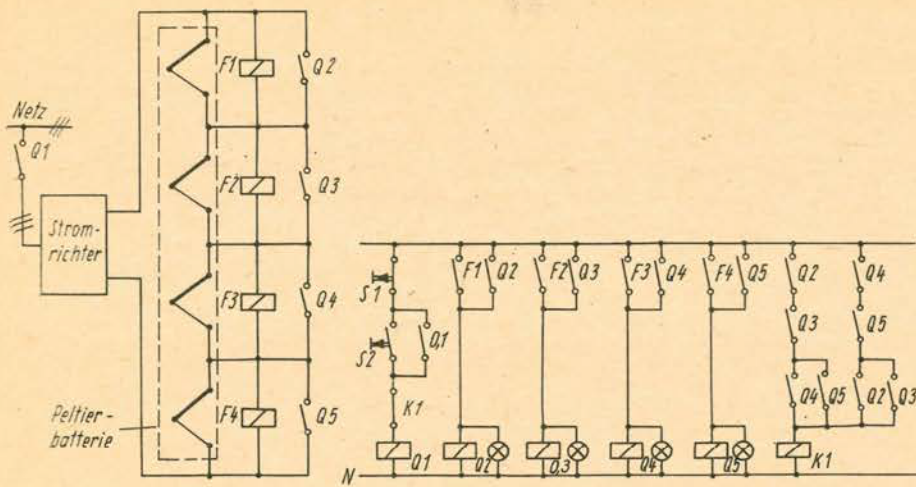 Netz
Q1
Strom-
richter
Peltier-
batterie
F1
Q2
F2
Q3
F3
Q4
F4
Q5
S1
S2
Q,1
K1
Q1
F1
Q2
Q2
F2
Q3
Q,3
F3
Q4
Q4
F4
Q5
Q5
Q2
Q3
Q4
Q5
Q4
Q5
Q2
Q3
K1
N